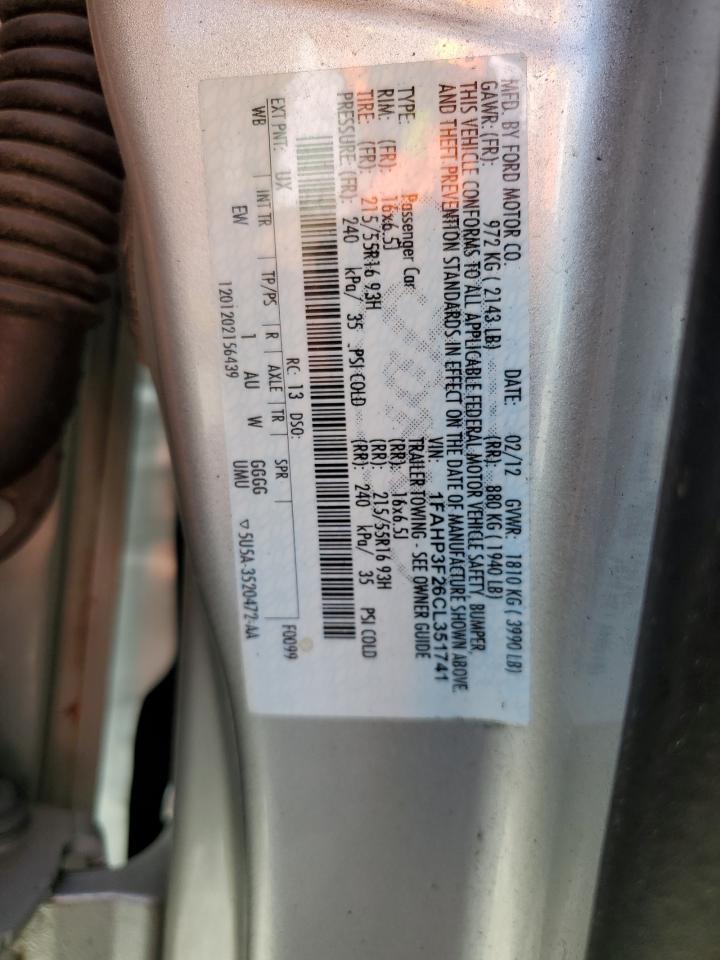 MFD. BY FORD MOTOR CO. DATE: 02/12 GVWR: 1810 KG ( 3990 LB)
GAWR: (FR): 972 KG ( 2143 LB) (RR): 880 KG ( 1940 LB)
THIS VEHICLE CONFORMS TO ALL APPLICABLE FEDERAL MOTOR VEHICLE SAFETY, BUMPER,
AND THEFT PREVENTION STANDARDS IN EFFECT ON THE DATE OF MANUFACTURE SHOWN ABOVE.
VIN: 1FAHP3F26CL351741
TYPE: Passenger Car TRAILER TOWING - SEE OWNER GUIDE
RIM: (FR): 16x6.5J (RR): 16x6.5J
TIRE: (FR): 215/55R16 93H (RR): 215/55R16 93H
PRESSURE: (FR): 240 kPa/ 35 PSI COLD (RR): 240 kPa/ 35 PSI COLD
EXT PNT: UX RC: 13 DSO: F0099
WB INT TR TP/PS R AXLE TR SPR
EW 1 AU W GGGG
UMU
1201202156439 ▽ 5U5A-3520472-AA